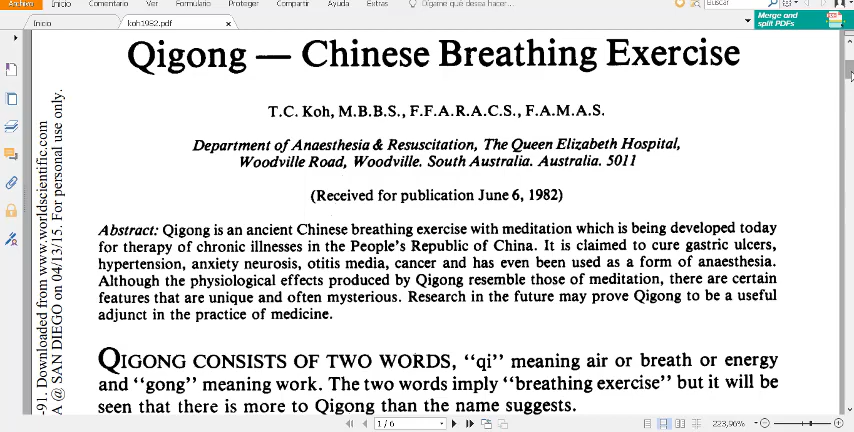 Archivo Inicio Comentario Ver Formulario Proteger Compartir Ayuda Extras Dígame qué desea hacer... Buscar
Inicio koh1982.pdf
Merge and
split PDFs
Qigong — Chinese Breathing Exercise
T.C. Koh, M.B.B.S., F.F.A.R.A.C.S., F.A.M.A.S.
Department of Anaesthesia & Resuscitation, The Queen Elizabeth Hospital,
Woodville Road, Woodville. South Australia. Australia. 5011
(Received for publication June 6, 1982)
Abstract: Qigong is an ancient Chinese breathing exercise with meditation which is being developed today
for therapy of chronic illnesses in the People's Republic of China. It is claimed to cure gastric ulcers,
hypertension, anxiety neurosis, otitis media, cancer and has even been used as a form of anaesthesia.
Although the physiological effects produced by Qigong resemble those of meditation, there are certain
features that are unique and often mysterious. Research in the future may prove Qigong to be a useful
adjunct in the practice of medicine.
QIGONG CONSISTS OF TWO WORDS, "qi" meaning air or breath or energy
and "gong" meaning work. The two words imply "breathing exercise" but it will be
seen that there is more to Qigong than the name suggests.
-91. Downloaded from www.worldscientific.com
A @ SAN DIEGO on 04/13/15. For personal use only.
1 / 6
223,96%